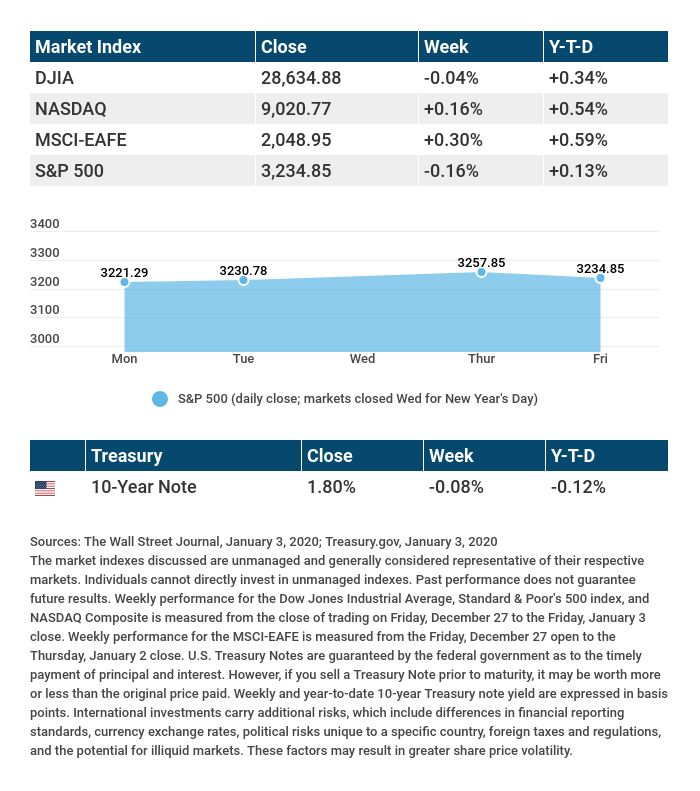 Market Index Close Week Y-T-D
DJIA 28,634.88 -0.04% +0.34%
NASDAQ 9,020.77 +0.16% +0.54%
MSCI-EAFE 2,048.95 +0.30% +0.59%
S&P 500 3,234.85 -0.16% +0.13%
3400
3300
3200
3100
3000
3221.29 3230.78 3257.85 3234.85
Mon Tue Wed Thur Fri
S&P 500 (daily close; markets closed Wed for New Year's Day)
Treasury Close Week Y-T-D
10-Year Note 1.80% -0.08% -0.12%
Sources: The Wall Street Journal, January 3, 2020; Treasury.gov, January 3, 2020
The market indexes discussed are unmanaged and generally considered representative of their respective
markets. Individuals cannot directly invest in unmanaged indexes. Past performance does not guarantee
future results. Weekly performance for the Dow Jones Industrial Average, Standard & Poor's 500 index, and
NASDAQ Composite is measured from the close of trading on Friday, December 27 to the Friday, January 3
close. Weekly performance for the MSCI-EAFE is measured from the Friday, December 27 open to the
Thursday, January 2 close. U.S. Treasury Notes are guaranteed by the federal government as to the timely
payment of principal and interest. However, if you sell a Treasury Note prior to maturity, it may be worth more
or less than the original price paid. Weekly and year-to-date 10-year Treasury note yield are expressed in basis
points. International investments carry additional risks, which include differences in financial reporting
standards, currency exchange rates, political risks unique to a specific country, foreign taxes and regulations,
and the potential for illiquid markets. These factors may result in greater share price volatility.